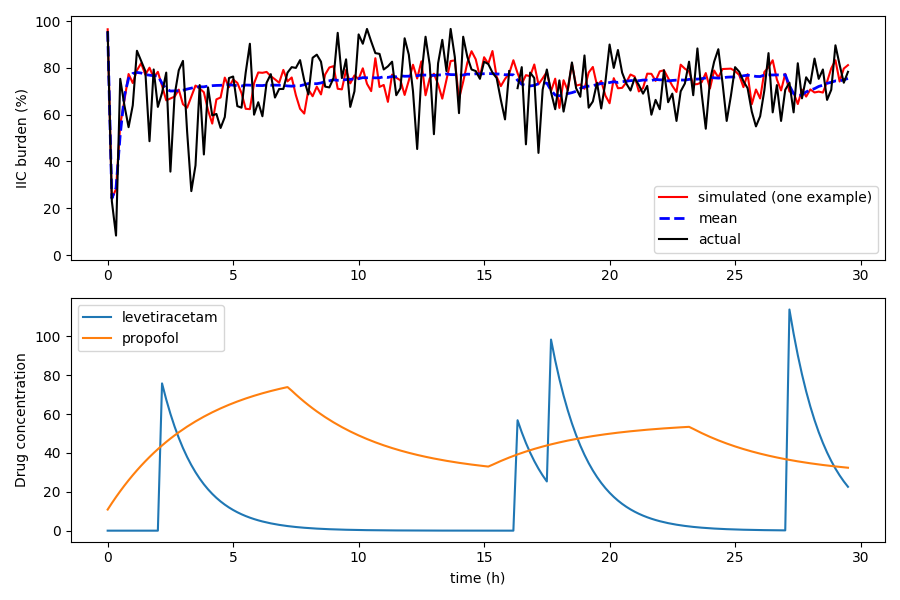 100
80
60
40
20
0
IIC burden (%)
simulated (one example)
mean
actual
0 5 10 15 20 25 30
levetiracetam
propofol
100
80
60
40
20
0
Drug concentration
0 5 10 15 20 25 30
time (h)